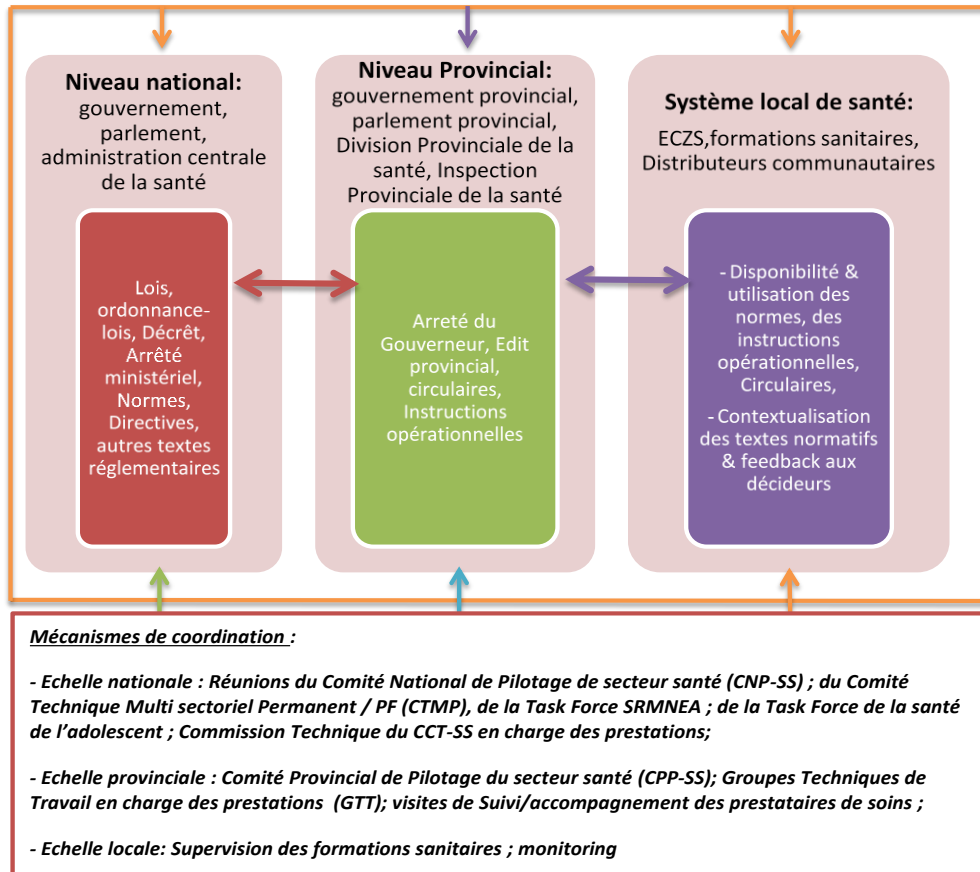 Niveau national:
gouvernement,
parlement,
administration centrale
de la santé
Lois,
ordonnance-
lois, Décrêt,
Arrêté
ministériel,
Normes,
Directives,
autres textes
réglementaires
Niveau Provincial:
gouvernement provincial,
parlement provincial,
Division Provinciale de la
santé, Inspection
Provinciale de la santé
Arreté du
Gouverneur, Edit
provincial,
circulaires,
Instructions
opérationnelles
Système local de santé:
ECZS,formations sanitaires,
Distributeurs communautaires
- Disponibilité &
utilisation des
normes, des
instructions
opérationnelles,
Circulaires,
- Contextualisation
des textes normatifs
& feedback aux
décideurs
Mécanismes de coordination :
- Echelle nationale : Réunions du Comité National de Pilotage de secteur santé (CNP-SS) ; du Comité
Technique Multi sectoriel Permanent / PF (CTMP), de la Task Force SRMNEA ; de la Task Force de la santé
de l'adolescent ; Commission Technique du CCT-SS en charge des prestations;
- Echelle provinciale : Comité Provincial de Pilotage du secteur santé (CPP-SS); Groupes Techniques de
Travail en charge des prestations (GTT); visites de Suivi/accompagnement des prestataires de soins ;
- Echelle locale: Supervision des formations sanitaires ; monitoring